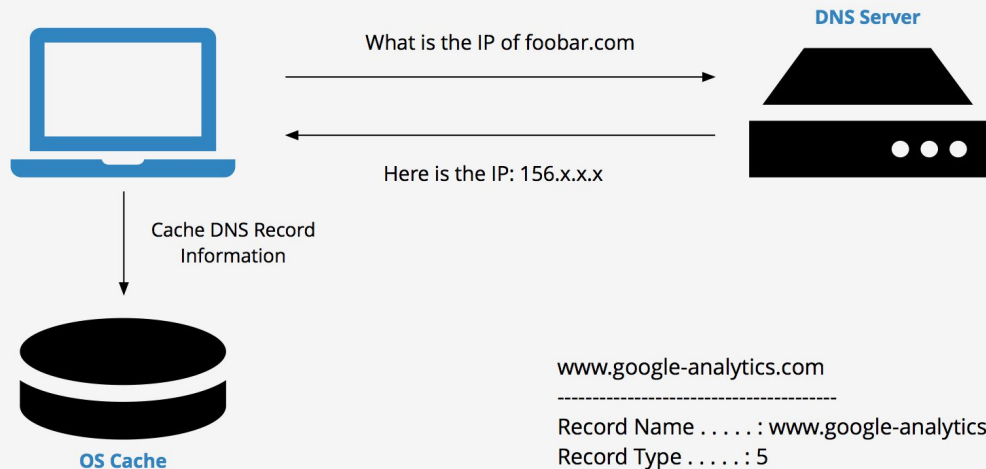 DNS Server
What is the IP of foobar.com
Here is the IP: 156.x.x.x
Cache DNS Record
Information
OS Cache
www.google-analytics.com
----------------------------------------
Record Name . . . . . : www.google-analytics
Record Type . . . . . : 5